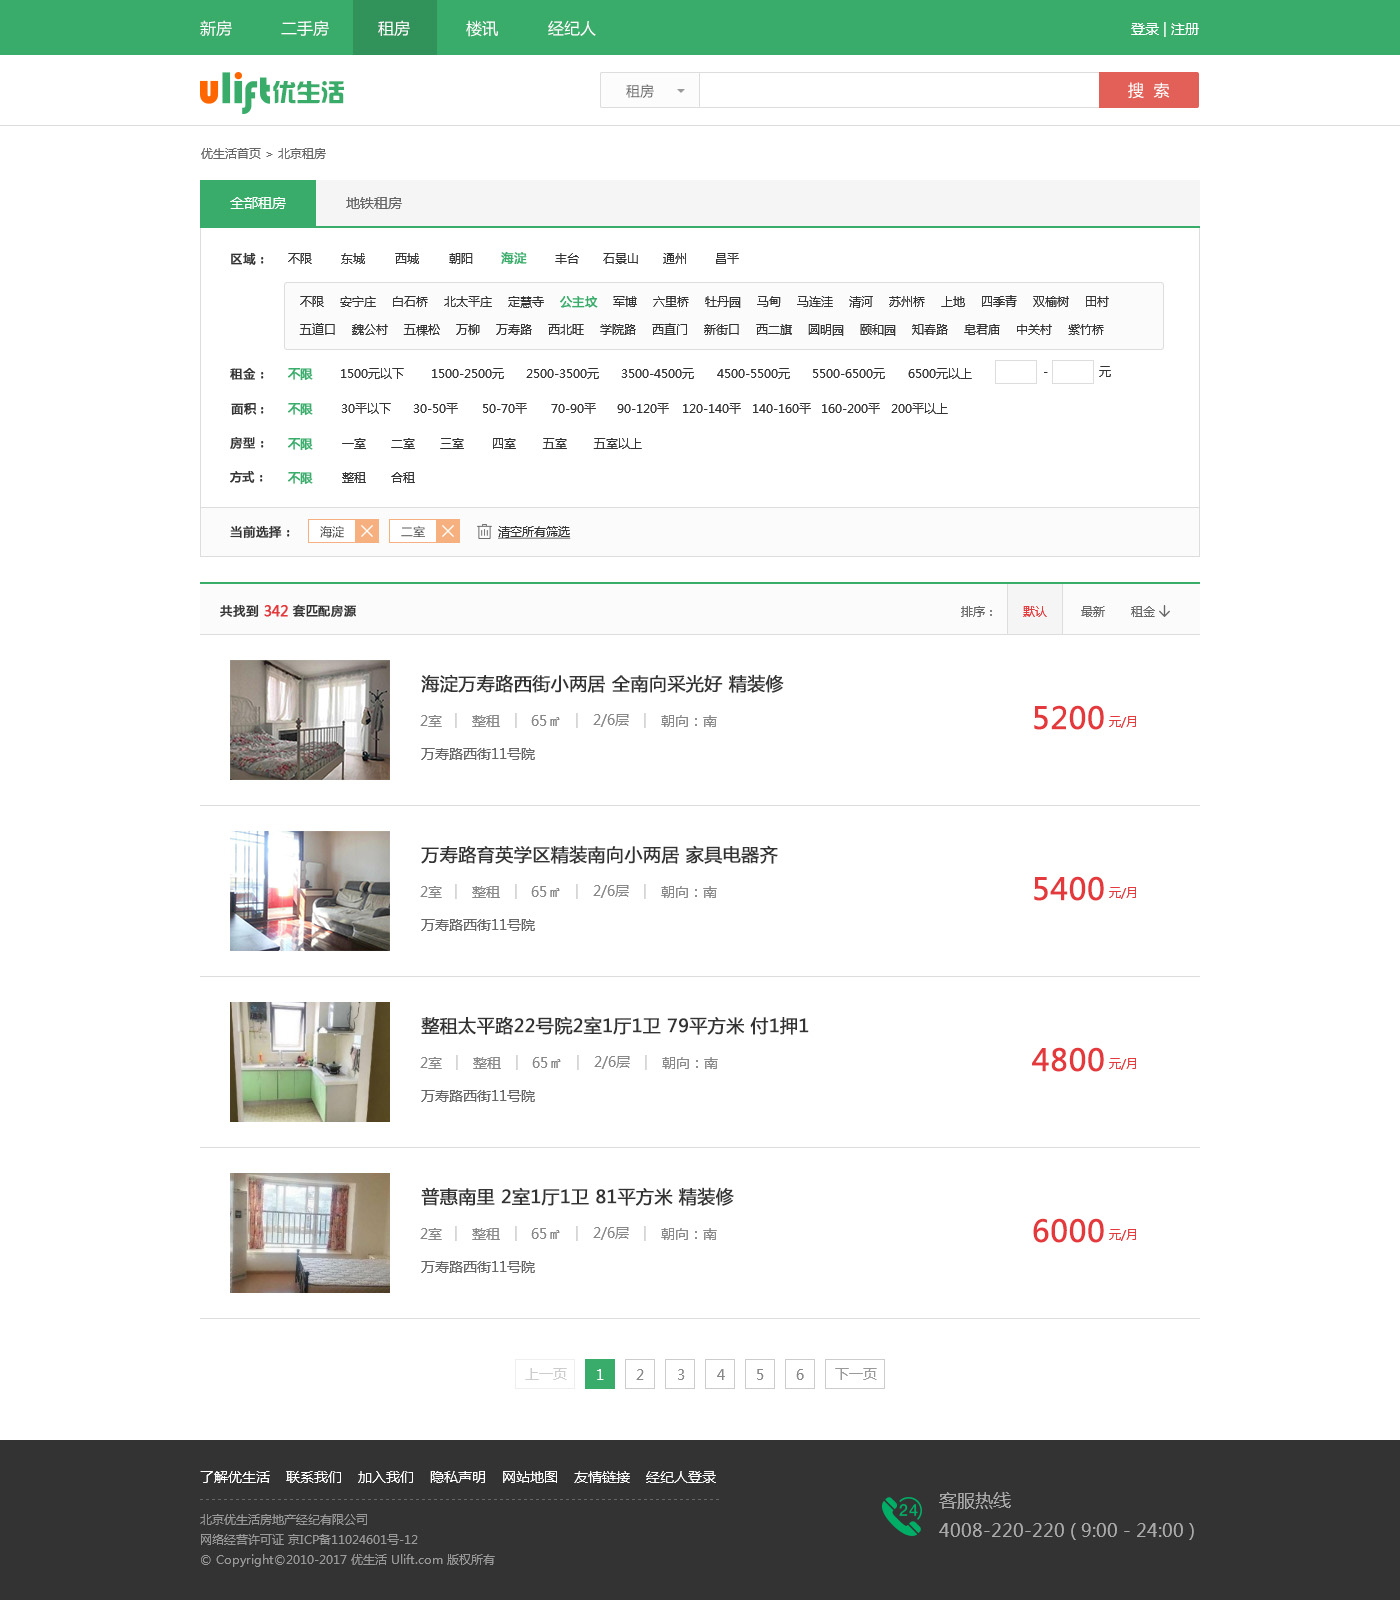 新房 二手房 租房 楼讯 经纪人 登录 | 注册
ulift优生活 租房 搜 索
优生活首页 > 北京租房
全部租房 地铁租房
区域： 不限 东城 西城 朝阳 海淀 丰台 石景山 通州 昌平
不限 安宁庄 白石桥 北太平庄 定慧寺 公主坟 军博 六里桥 牡丹园 马甸 马连洼 清河 苏州桥 上地 四季青 双榆树 田村
五道口 魏公村 五棵松 万柳 万寿路 西北旺 学院路 西直门 新街口 西二旗 圆明园 颐和园 知春路 皂君庙 中关村 紫竹桥
租金： 不限 1500元以下 1500-2500元 2500-3500元 3500-4500元 4500-5500元 5500-6500元 6500元以上 - 元
面积： 不限 30平以下 30-50平 50-70平 70-90平 90-120平 120-140平 140-160平 160-200平 200平以上
房型： 不限 一室 二室 三室 四室 五室 五室以上
方式： 不限 整租 合租
当前选择： 海淀 二室 清空所有筛选
共找到 342 套匹配房源 排序： 默认 最新 租金
海淀万寿路西街小两居 全南向采光好 精装修
2室 | 整租 | 65㎡ | 2/6层 | 朝向：南
5200元/月
万寿路西街11号院
万寿路育英学区精装南向小两居 家具电器齐
2室 | 整租 | 65㎡ | 2/6层 | 朝向：南
5400元/月
万寿路西街11号院
整租太平路22号院2室1厅1卫 79平方米 付1押1
2室 | 整租 | 65㎡ | 2/6层 | 朝向：南
4800元/月
万寿路西街11号院
普惠南里 2室1厅1卫 81平方米 精装修
2室 | 整租 | 65㎡ | 2/6层 | 朝向：南
6000元/月
万寿路西街11号院
上一页 1 2 3 4 5 6 下一页
了解优生活 联系我们 加入我们 隐私声明 网站地图 友情链接 经纪人登录
北京优生活房地产经纪有限公司
网络经营许可证 京ICP备11024601号-12
© Copyright©2010-2017 优生活 Ulift.com 版权所有
24 客服热线
4008-220-220 ( 9:00 - 24:00 )